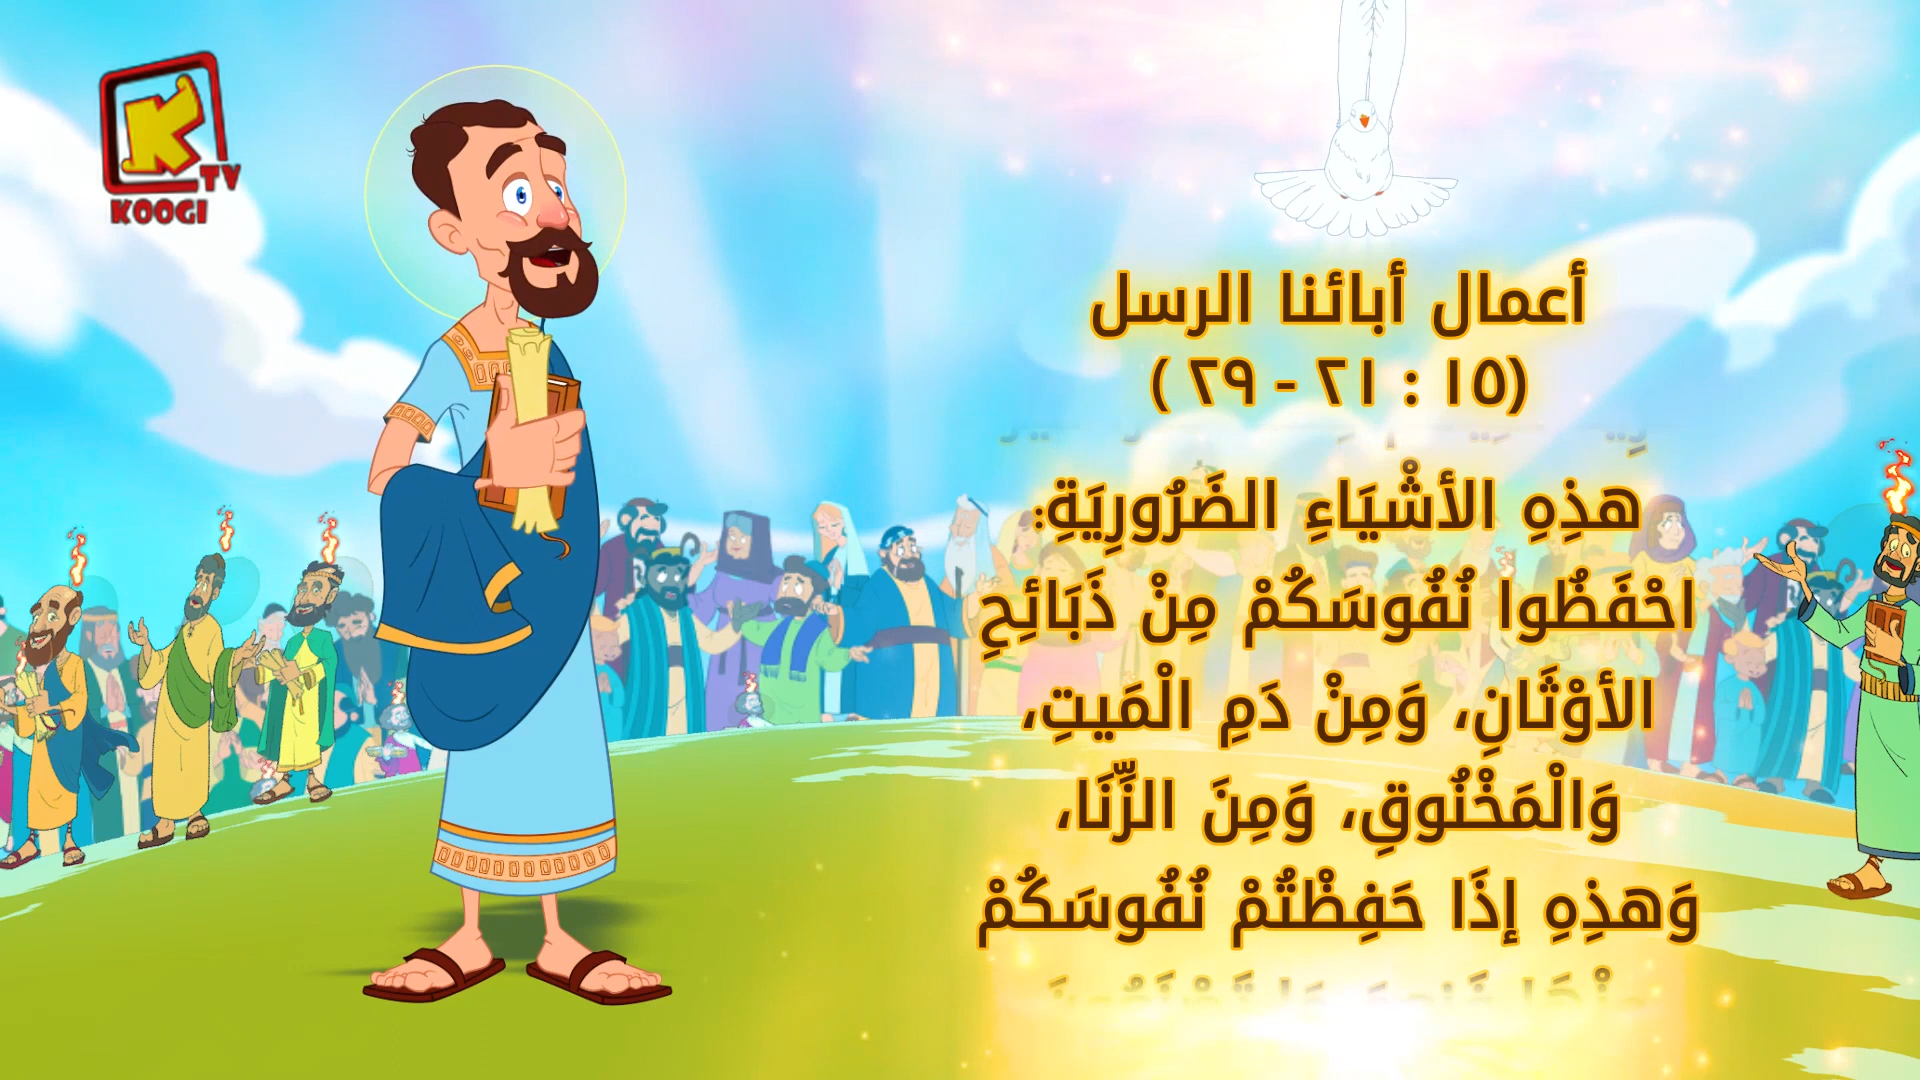 K
TV
KOOGI
أعمال أبائنا الرسل
(١٥ : ٢١ - ٢٩ )
هذِهِ الأشْيَاءِ الضَرُورِيَةِ:
احْفَظُوا نُفُوسَكُمْ مِنْ ذَبَائِحِ
الأوْثَانِ، وَمِنْ دَمِ الْمَيتِ،
وَالْمَخْنُوقِ، وَمِنَ الزِّنَا،
وَهذِهِ إذَا حَفِظْتُمْ نُفُوسَكُمْ